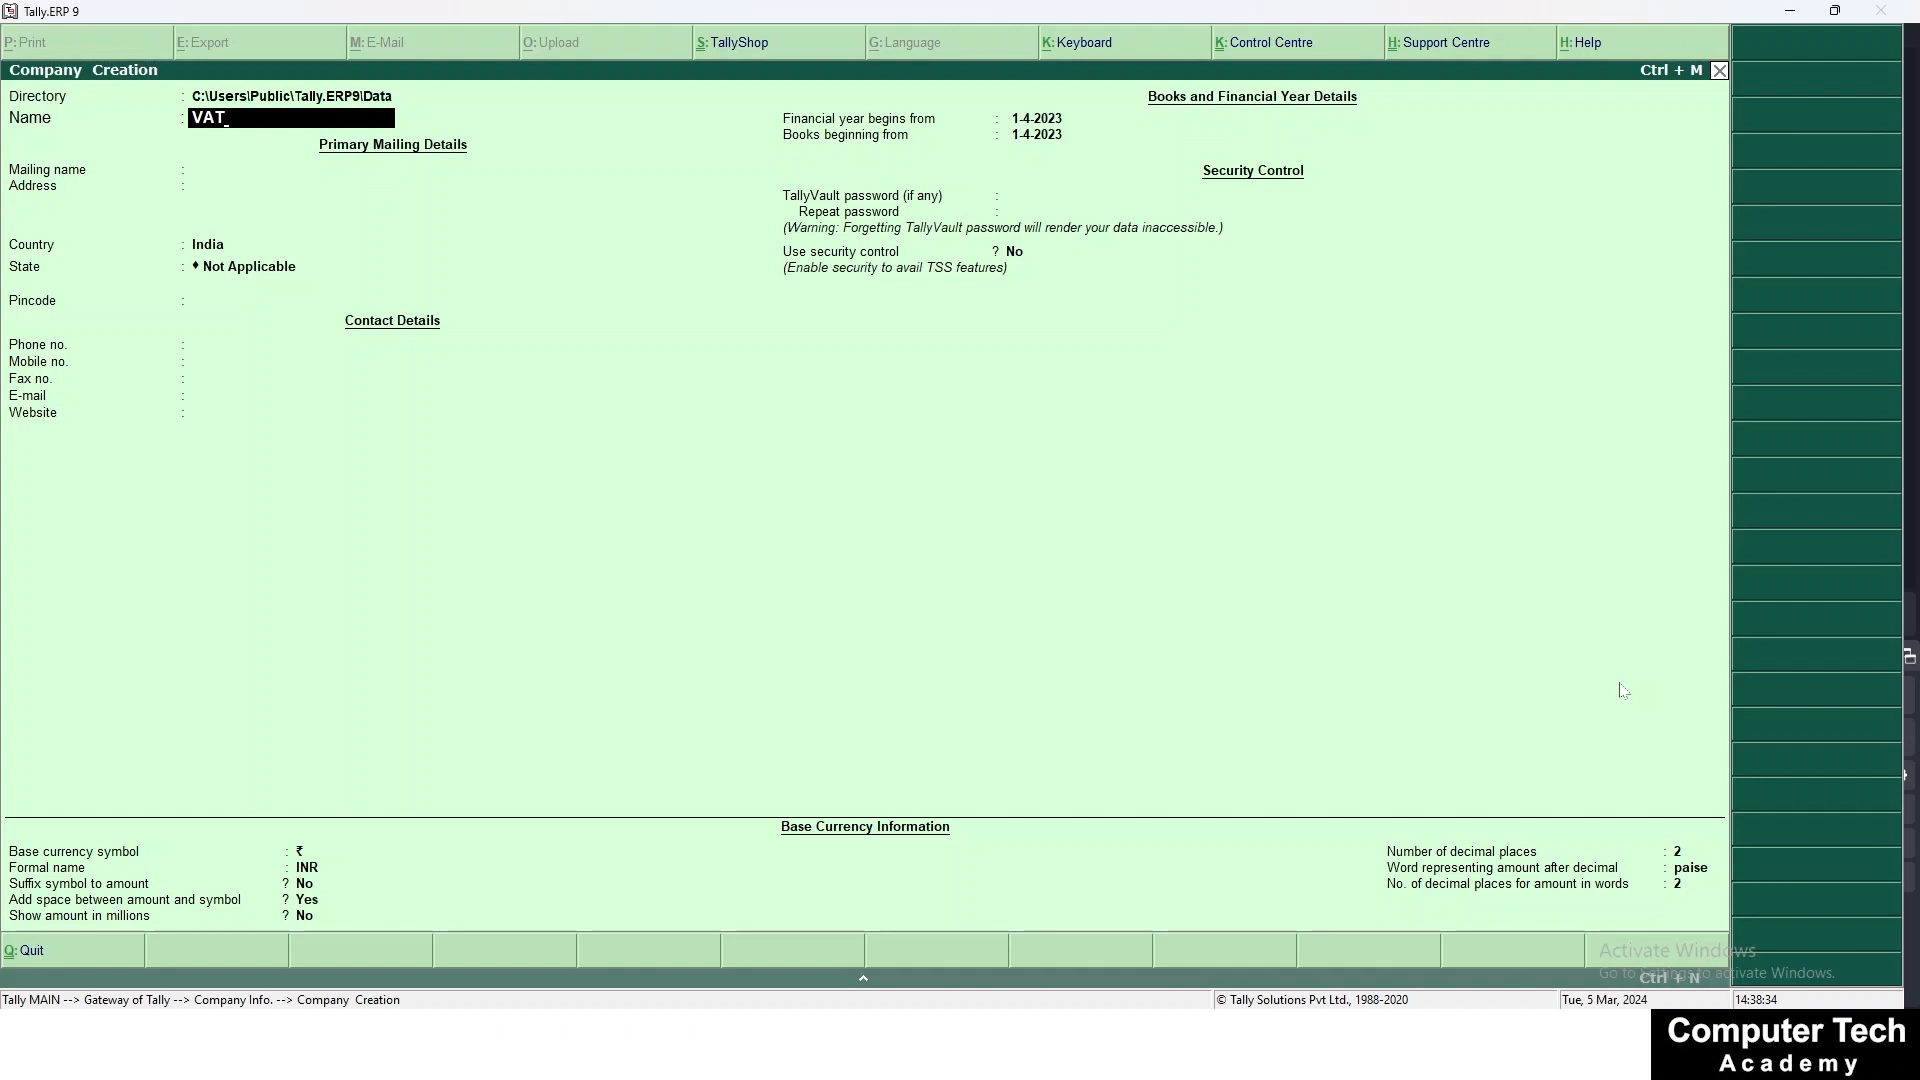 Tally.ERP 9
P: Print
E: Export
M: E-Mail
O: Upload
S: TallyShop
G: Language
K: Keyboard
K: Control Centre
H: Support Centre
H: Help
Company Creation
Ctrl + M
Directory : C:\Users\Public\Tally.ERP9\Data
Name : VAT_
Primary Mailing Details
Mailing name :
Address :
Country : India
State : ♦ Not Applicable
Pincode :
Contact Details
Phone no. :
Mobile no. :
Fax no. :
E-mail :
Website :
Books and Financial Year Details
Financial year begins from : 1-4-2023
Books beginning from : 1-4-2023
Security Control
TallyVault password (if any) :
Repeat password :
(Warning: Forgetting TallyVault password will render your data inaccessible.)
Use security control ? No
(Enable security to avail TSS features)
Base Currency Information
Base currency symbol : ₹
Formal name : INR
Suffix symbol to amount ? No
Add space between amount and symbol ? Yes
Show amount in millions ? No
Number of decimal places : 2
Word representing amount after decimal : paise
No. of decimal places for amount in words : 2
Q: Quit
Activate Windows
Go to Settings to activate Windows.
Ctrl + N
Tally MAIN --> Gateway of Tally --> Company Info. --> Company Creation
© Tally Solutions Pvt Ltd., 1988-2020
Tue, 5 Mar, 2024
14:38:34
Computer Tech
Academy